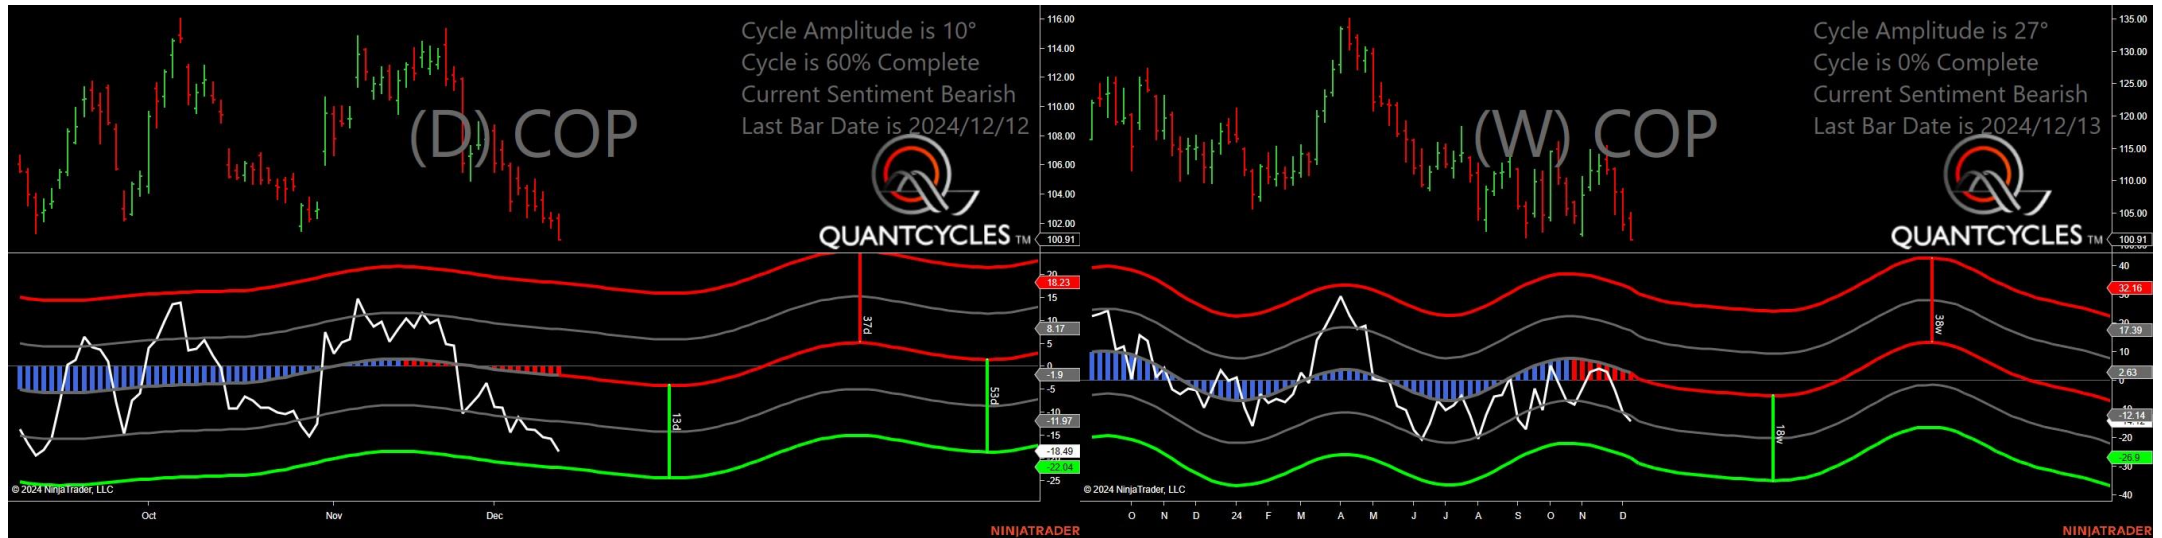 Cycle Amplitude is 10°
Cycle is 60% Complete
Current Sentiment Bearish
Last Bar Date is 2024/12/12
(D) COP
QUANTCYCLES TM
116.00
114.00
112.00
110.00
108.00
106.00
104.00
102.00
100.91
20
18.23
15
10
8.17
5
0
-1.9
-5
-10
-11.97
-15
-18.49
-22.04
-25
13d
37d
53d
© 2024 NinjaTrader, LLC
Oct Nov Dec
NINJATRADER
Cycle Amplitude is 27°
Cycle is 0% Complete
Current Sentiment Bearish
Last Bar Date is 2024/12/13
(W) COP
QUANTCYCLES TM
135.00
130.00
125.00
120.00
115.00
110.00
105.00
100.91
40
32.16
30
20
17.39
10
2.63
0
-10
-12.14
-14.12
-20
-26.9
-30
-40
18w
38w
© 2024 NinjaTrader, LLC
O N D 24 F M A M J J A S O N D
NINJATRADER